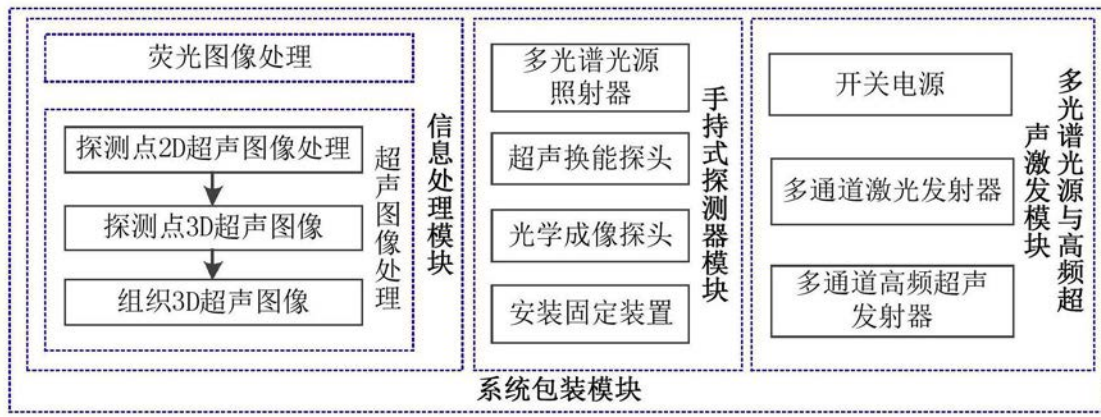 荧光图像处理
探测点2D超声图像处理
探测点3D超声图像
组织3D超声图像
超声图像处理
信息处理模块
多光谱光源
照射器
超声换能探头
光学成像探头
安装固定装置
手持式探测器模块
开关电源
多通道激光发射器
多通道高频超声
发射器
多光谱光源与高频超
声激发模块
系统包装模块